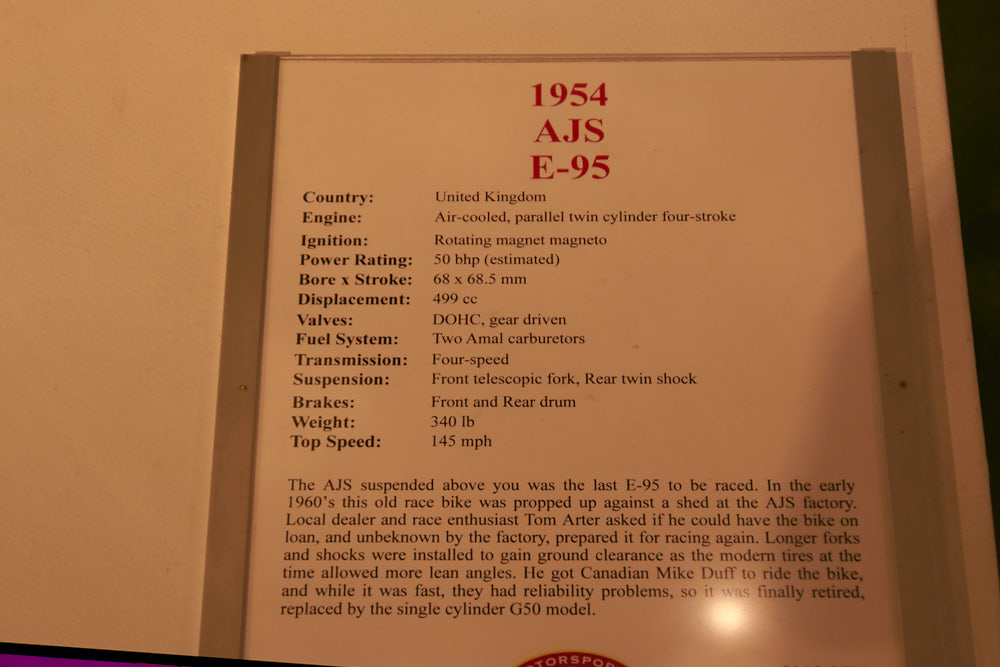 1954
AJS
E-95
Country: United Kingdom
Engine: Air-cooled, parallel twin cylinder four-stroke
Ignition: Rotating magnet magneto
Power Rating: 50 bhp (estimated)
Bore x Stroke: 68 x 68.5 mm
Displacement: 499 cc
Valves: DOHC, gear driven
Fuel System: Two Amal carburetors
Transmission: Four-speed
Suspension: Front telescopic fork, Rear twin shock
Brakes: Front and Rear drum
Weight: 340 lb
Top Speed: 145 mph
The AJS suspended above you was the last E-95 to be raced. In the early
1960's this old race bike was propped up against a shed at the AJS factory.
Local dealer and race enthusiast Tom Arter asked if he could have the bike on
loan, and unbeknown by the factory, prepared it for racing again. Longer forks
and shocks were installed to gain ground clearance as the modern tires at the
time allowed more lean angles. He got Canadian Mike Duff to ride the bike,
and while it was fast, they had reliability problems, so it was finally retired,
replaced by the single cylinder G50 model.